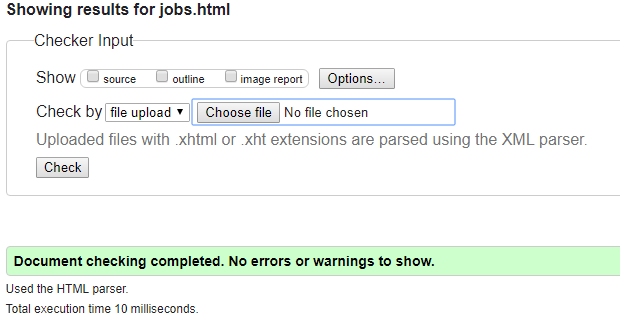 Showing results for jobs.html
Checker Input
Show source outline image report Options...
Check by file upload ▼ Choose file No file chosen
Uploaded files with .xhtml or .xht extensions are parsed using the XML parser.
Check
Document checking completed. No errors or warnings to show.
Used the HTML parser.
Total execution time 10 milliseconds.